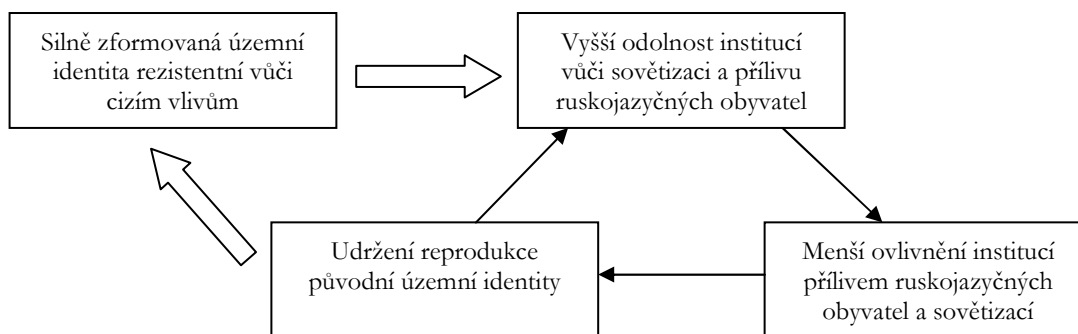 Silně zformovaná územní
identita rezistentní vůči
cizím vlivům
Vyšší odolnost institucí
vůči sovětizaci a přílivu
ruskojazyčných obyvatel
Udržení reprodukce
původní územní identity
Menší ovlivnění institucí
přílivem ruskojazyčných
obyvatel a sovětizací